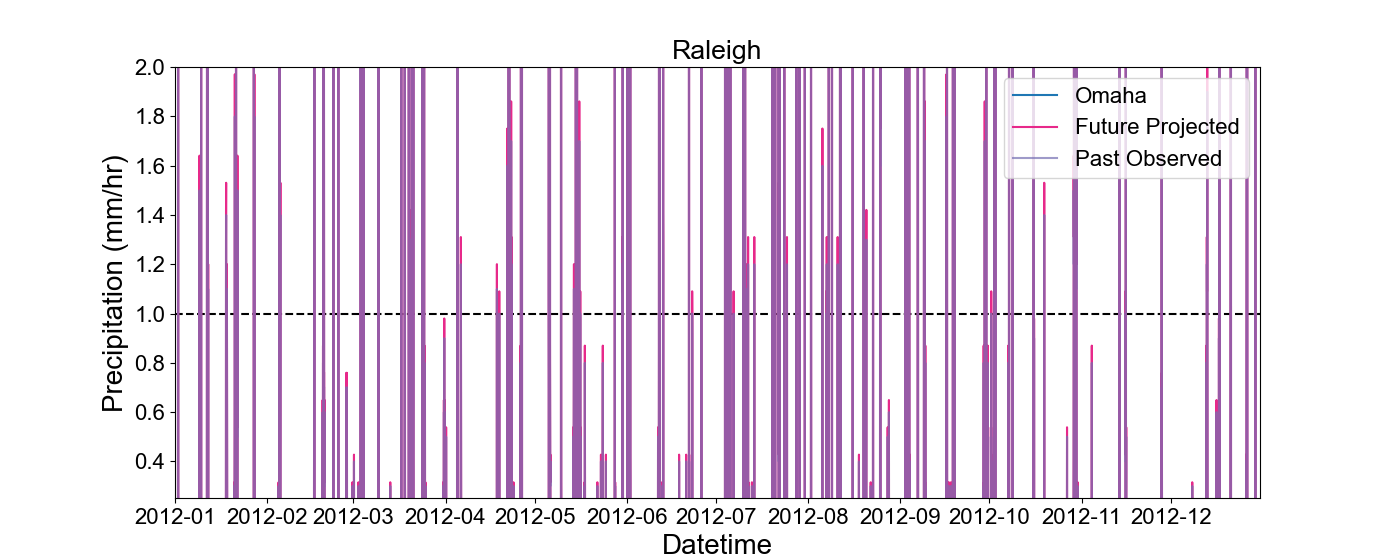 Raleigh
Precipitation (mm/hr)
2.0
1.8
1.6
1.4
1.2
1.0
0.8
0.6
0.4
Omaha
Future Projected
Past Observed
2012-01 2012-02 2012-03 2012-04 2012-05 2012-06 2012-07 2012-08 2012-09 2012-10 2012-11 2012-12
Datetime